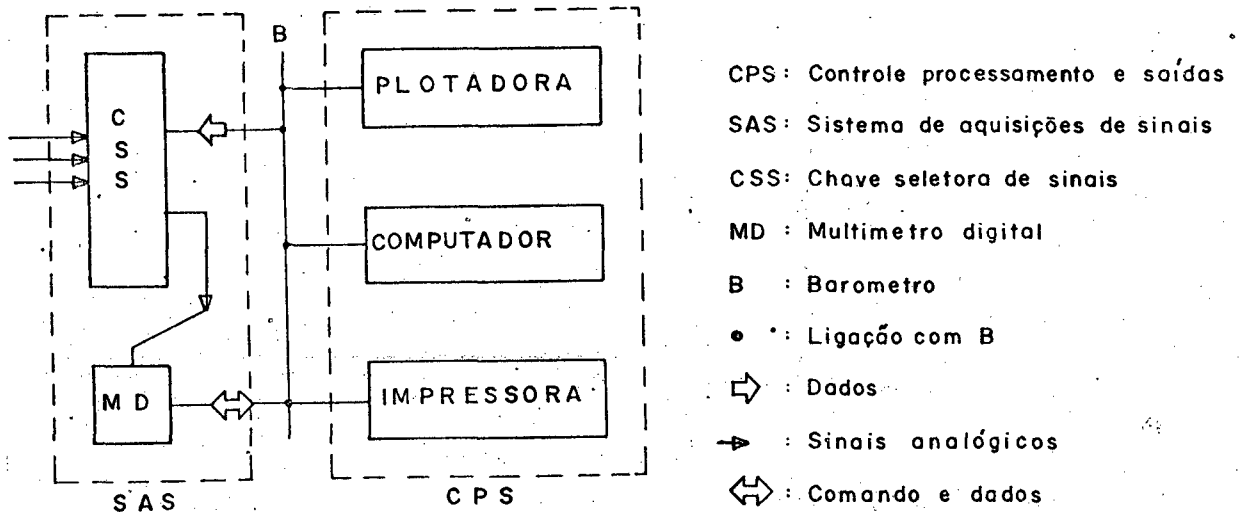 B
C
S
S
M D
SAS
PLOTADORA
COMPUTADOR
IMPRESSORA
CPS
CPS: Controle processamento e saídas
SAS: Sistema de aquisições de sinais
CSS: Chave seletora de sinais
MD : Multimetro digital
B : Barometro
: Ligação com B
: Dados
: Sinais analógicos
: Comando e dados